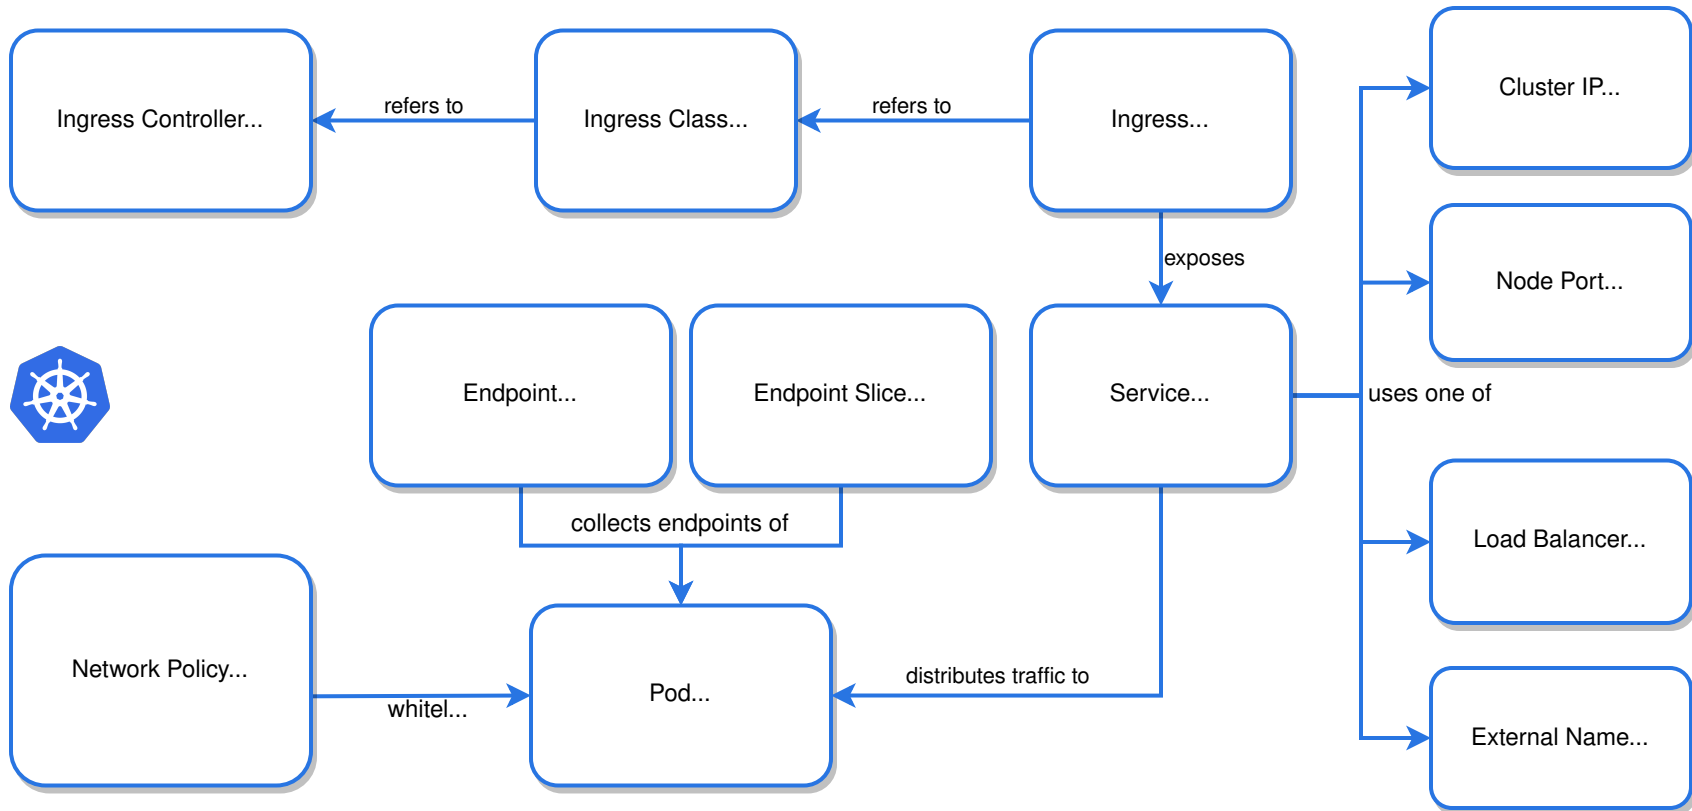 Ingress Controller...
refers to
Ingress Class...
refers to
Ingress...
Cluster IP...
exposes
Node Port...
Endpoint...
Endpoint Slice...
Service...
uses one of
collects endpoints of
Load Balancer...
Network Policy...
whitel...
Pod...
distributes traffic to
External Name...